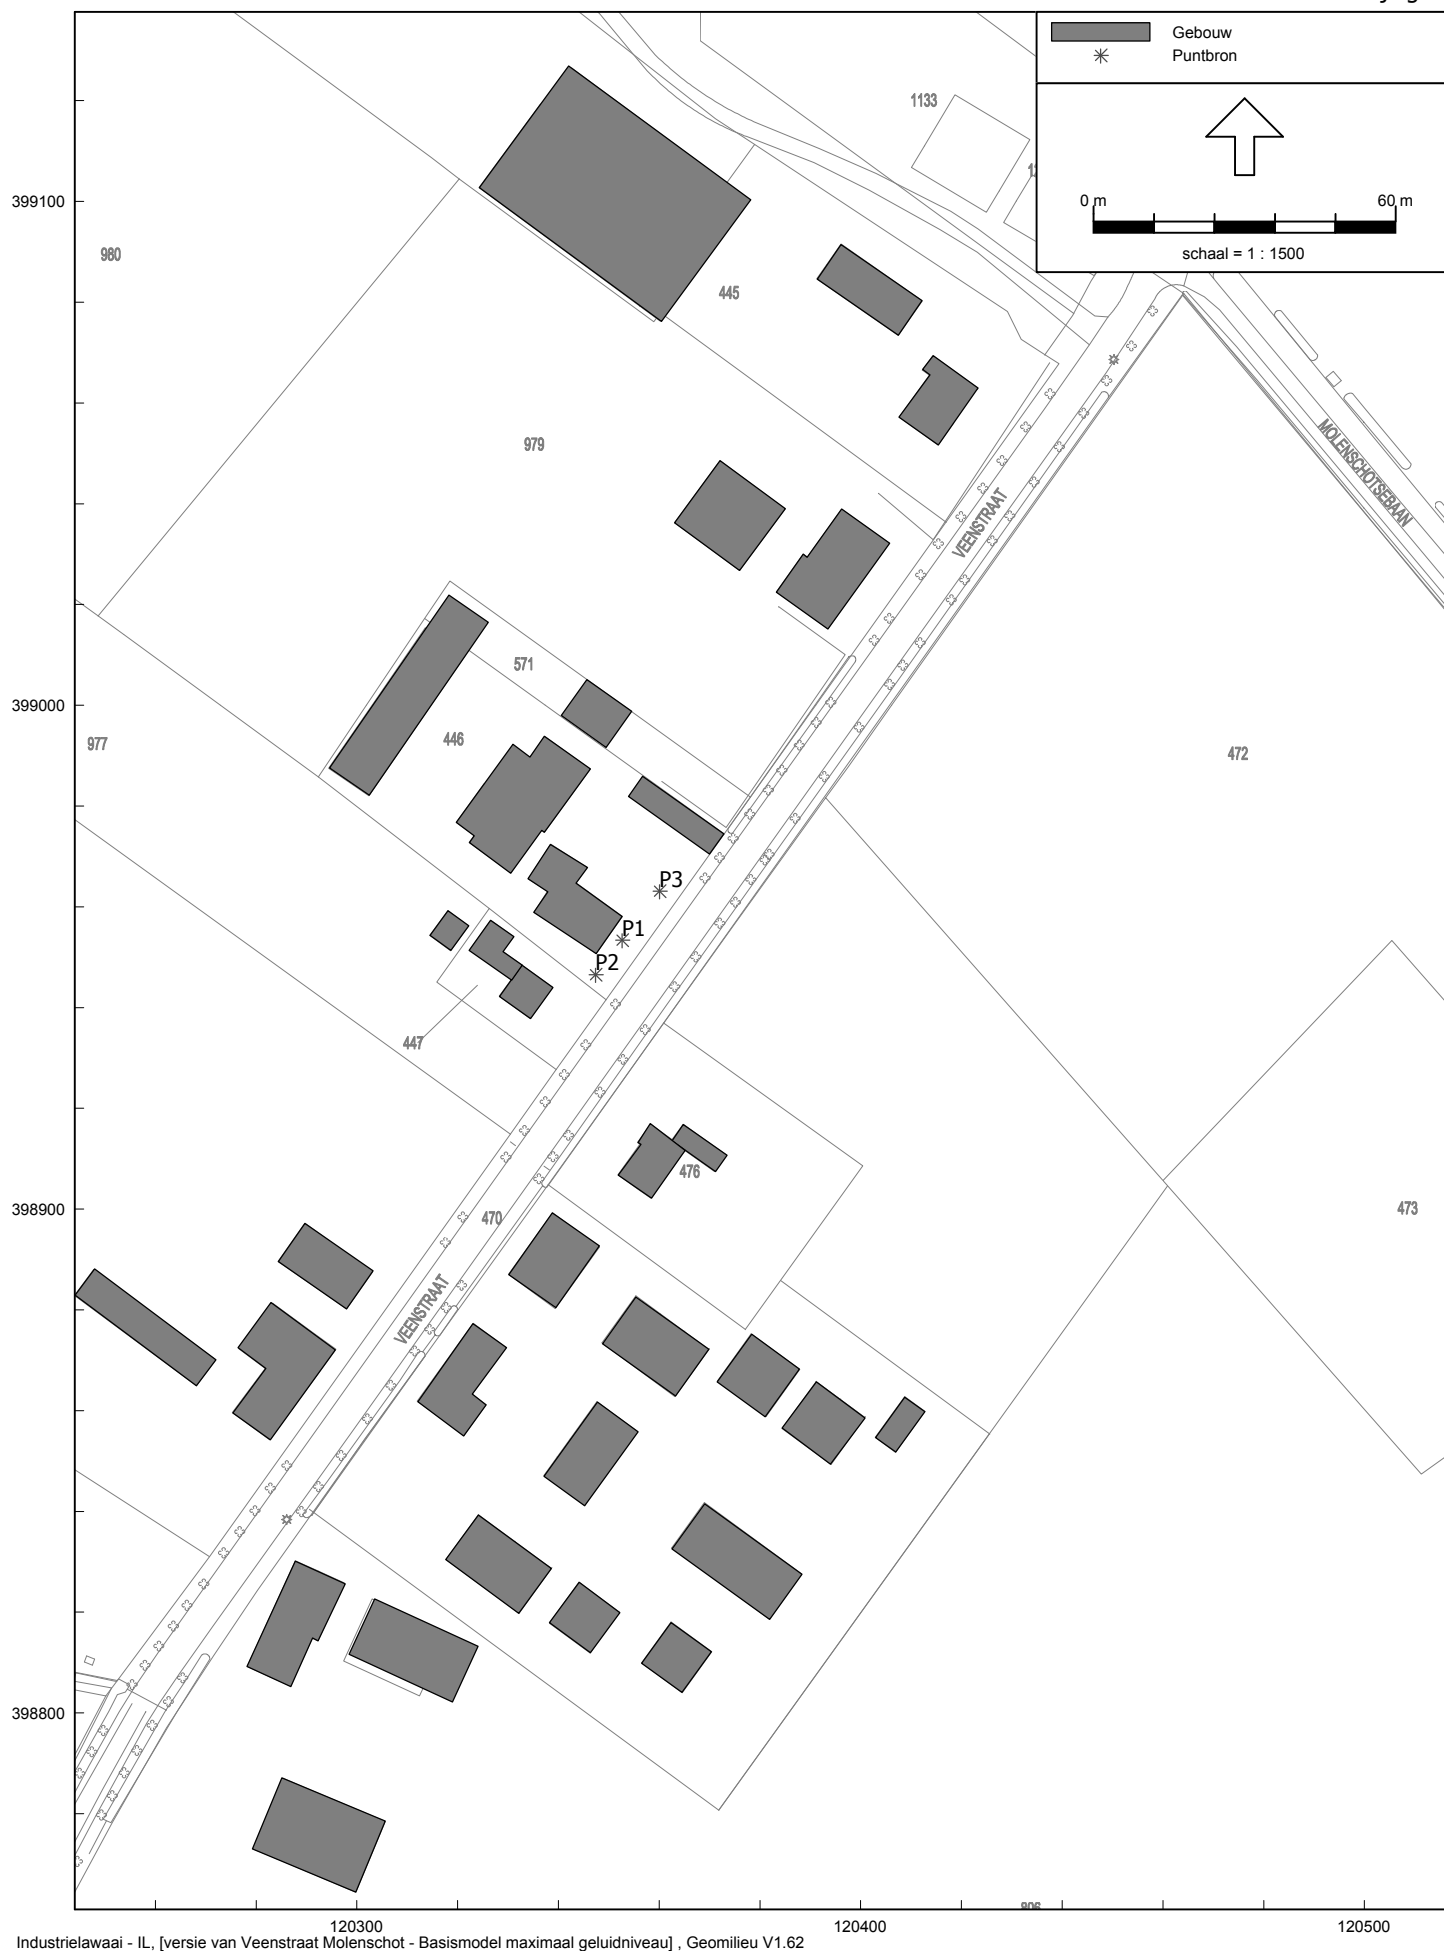 Gebouw
Puntbron
0 m 60 m
schaal = 1 : 1500
1133
399100
980
445
979
MOLENSCHOTSEBAAN
VEENSTRAAT
571
399000
977
446
472
P3
P1
P2
447
476
398900
470
473
VEENSTRAAT
398800
806
120300 120400 120500
Industrielawaai - IL, [versie van Veenstraat Molenschot - Basismodel maximaal geluidniveau] , Geomilieu V1.62